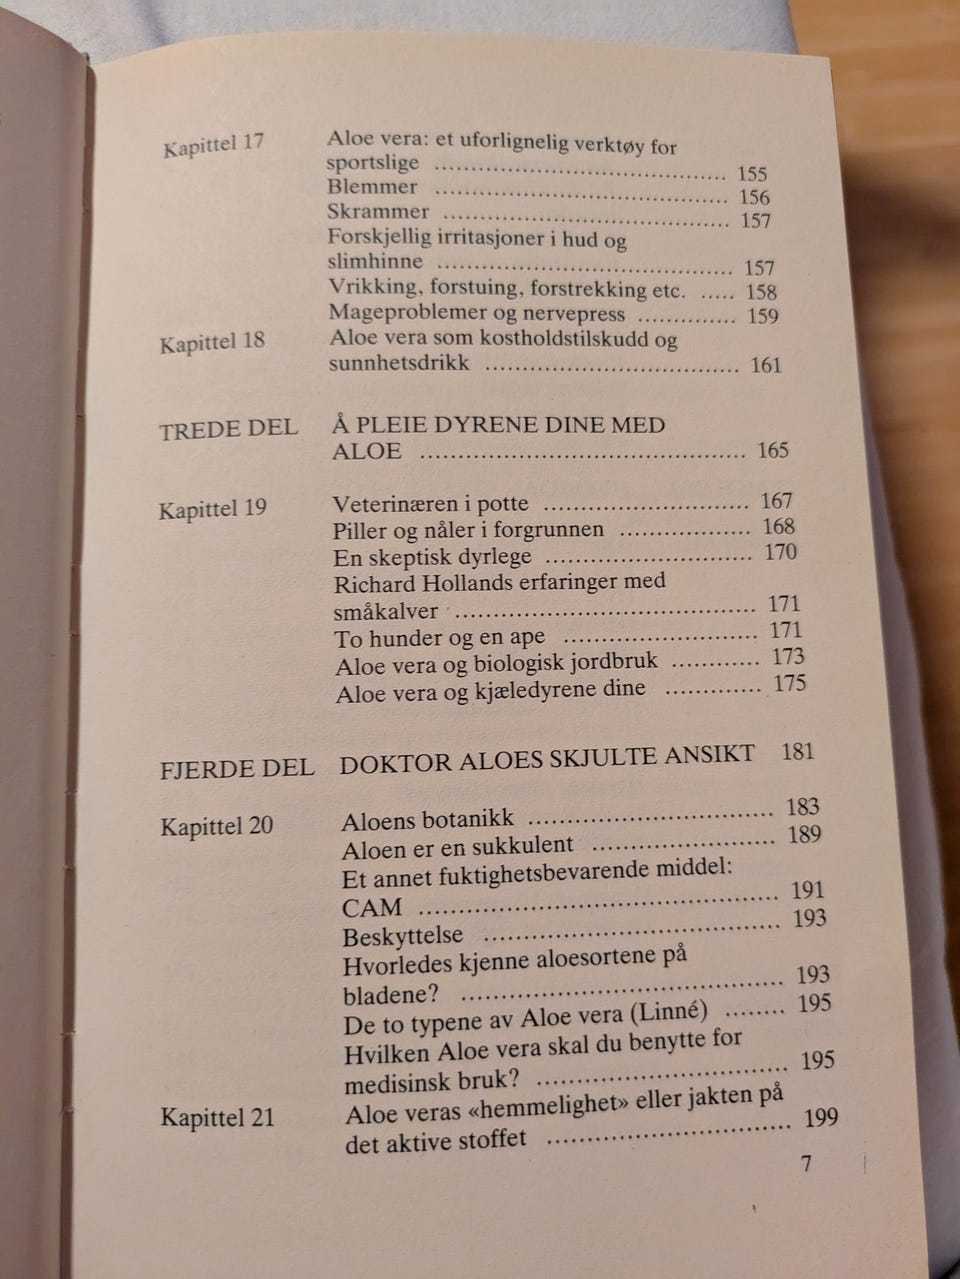 Kapittel 17 Aloe vera: et uforlignelig verktøy for
sportslige ........................................ 155
Blemmer ........................................ 156
Skrammer ........................................ 157
Forskjellig irritasjoner i hud og
slimhinne ........................................ 157
Vrikking, forstuing, forstrekking etc. ..... 158
Mageproblemer og nervepress .............. 159
Kapittel 18 Aloe vera som kostholdstilskudd og
sunnhetsdrikk .................................... 161
TREDE DEL Å PLEIE DYRENE DINE MED
ALOE ............................................. 165
Kapittel 19 Veterinæren i potte ............................. 167
Piller og nåler i forgrunnen .................. 168
En skeptisk dyrlege ............................. 170
Richard Hollands erfaringer med
småkalver ........................................ 171
To hunder og en ape ........................... 171
Aloe vera og biologisk jordbruk ............ 173
Aloe vera og kjæledyrene dine ............. 175
FJERDE DEL DOKTOR ALOES SKJULTE ANSIKT 181
Kapittel 20 Aloens botanikk .................................. 183
Aloen er en sukkulent .......................... 189
Et annet fuktighetsbevarende middel:
CAM ............................................... 191
Beskyttelse ........................................ 193
Hvorledes kjenne aloesortene på
bladene? .......................................... 193
De to typene av Aloe vera (Linné) ........ 195
Hvilken Aloe vera skal du benytte for
medisinsk bruk? ................................. 195
Kapittel 21 Aloe veras «hemmelighet» eller jakten på
det aktive stoffet ................................. 199
7